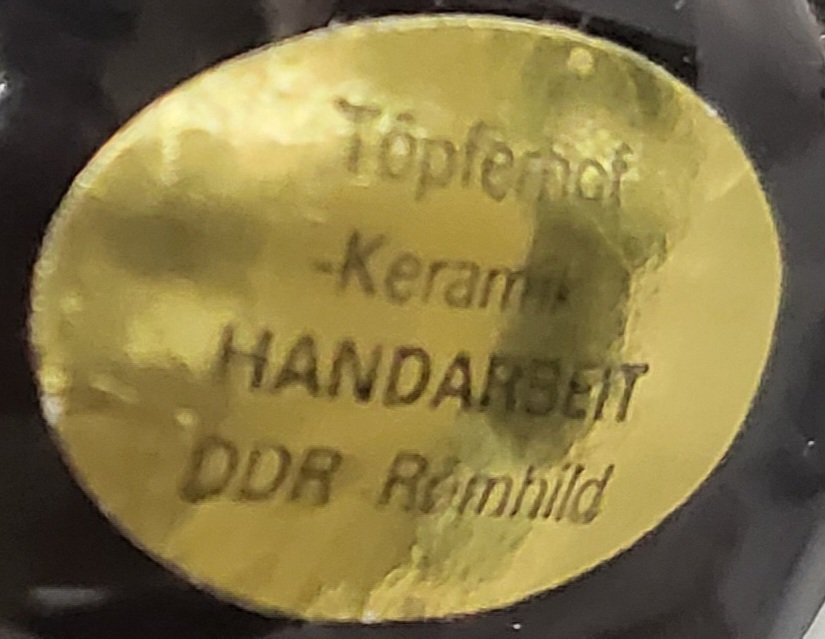 Töpferhof
-Keramik
HANDARBEIT
DDR Römhild